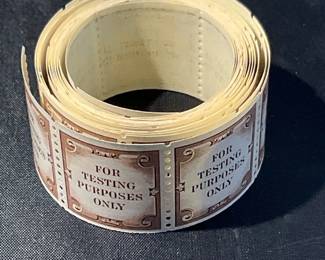 FOR
TESTING
PURPOSES
ONLY
FOR
TESTING
PURPOSES
ONLY